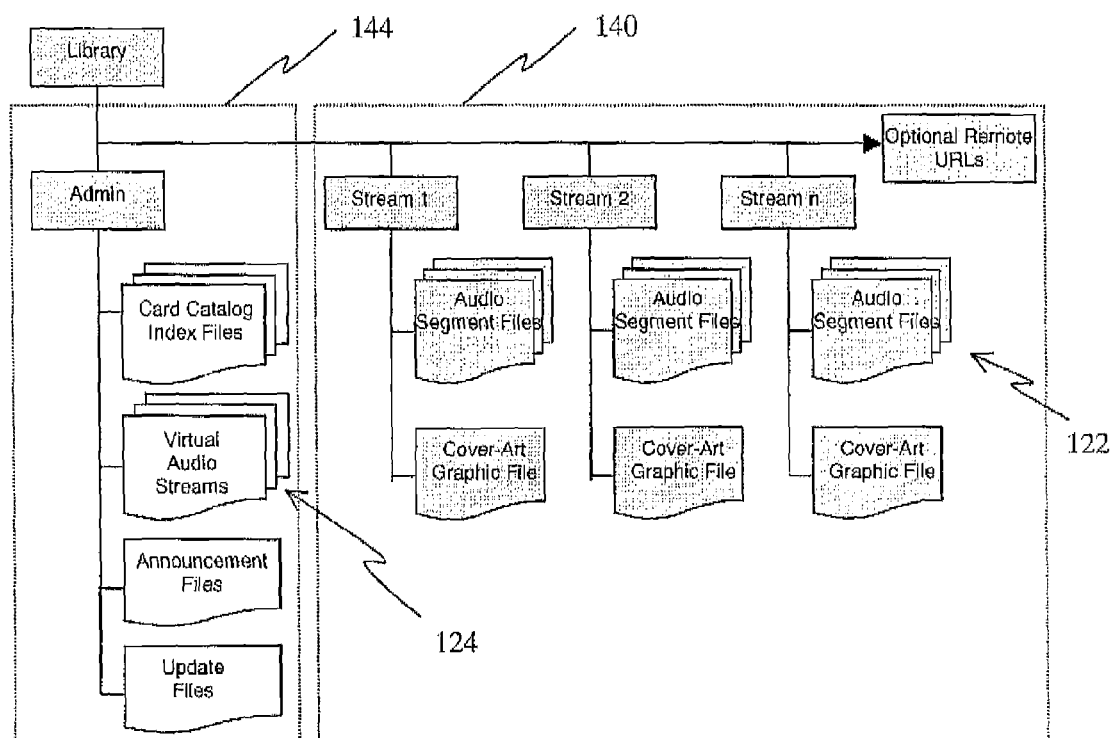 144
140
Library
Optional Remote
URLs
Admin
Stream 1
Stream 2
Stream n
Card Catalog
Index Files
Audio
Segment Files
Audio
Segment Files
Audio
Segment Files
122
Virtual
Audio
Streams
Cover-Art
Graphic File
Cover-Art
Graphic File
Cover-Art
Graphic File
Announcement
Files
124
Update
Files